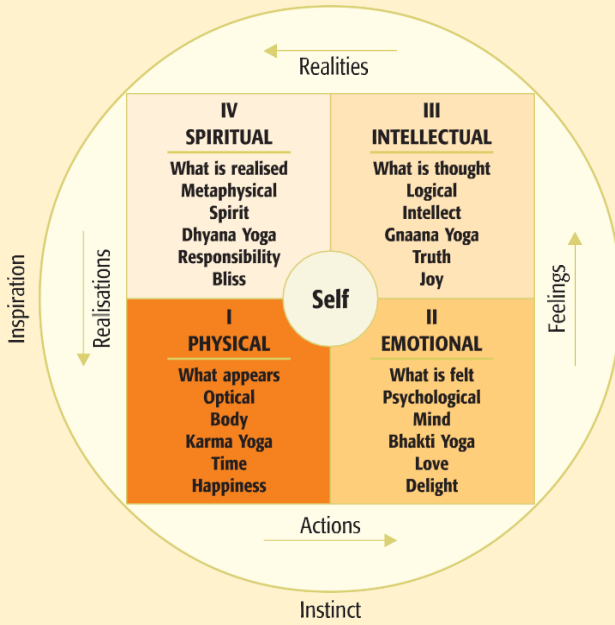 Realities
IV
SPIRITUAL
What is realised
Metaphysical
Spirit
Dhyana Yoga
Responsibility
Bliss
III
INTELLECTUAL
What is thought
Logical
Intellect
Gnaana Yoga
Truth
Joy
Inspiration
Realisations
Self
Feelings
I
PHYSICAL
What appears
Optical
Body
Karma Yoga
Time
Happiness
II
EMOTIONAL
What is felt
Psychological
Mind
Bhakti Yoga
Love
Delight
Actions
Instinct